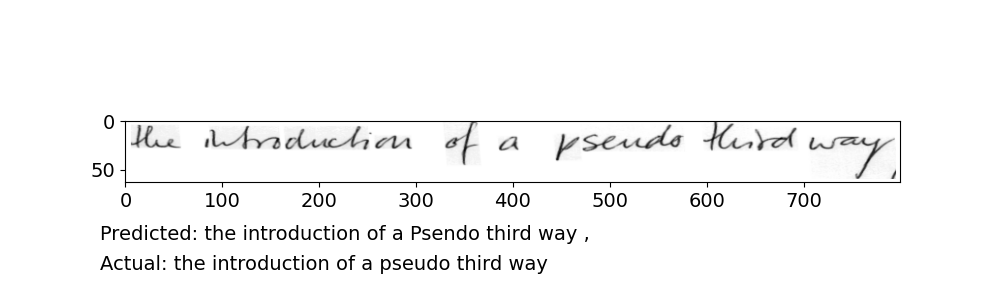 0
the introduction of a pseudo third way,
50
0 100 200 300 400 500 600 700
Predicted: the introduction of a Psendo third way ,
Actual: the introduction of a pseudo third way